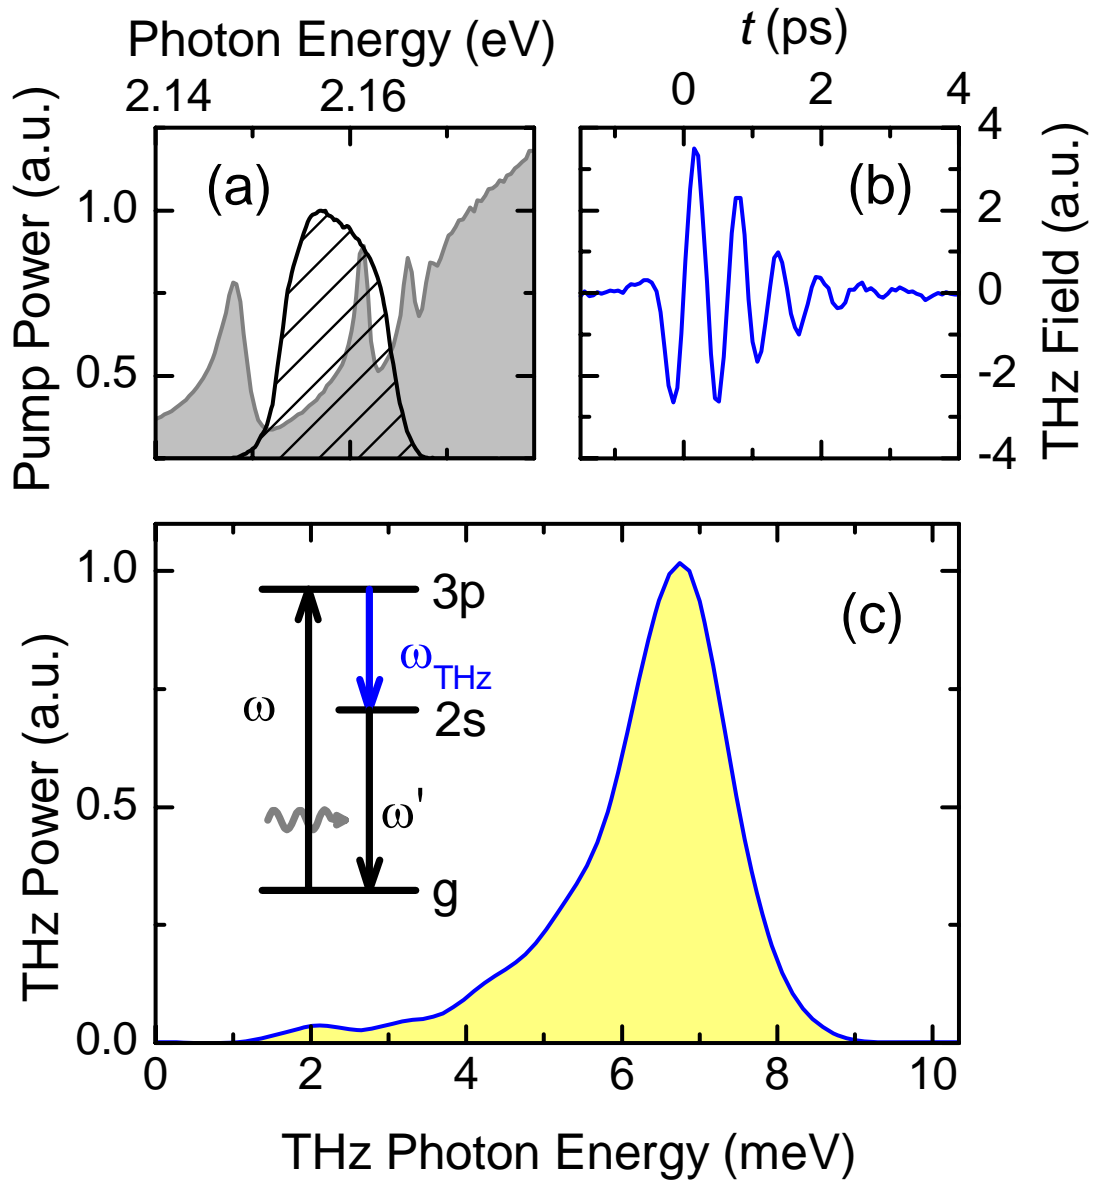 Photon Energy (eV)
2.14 2.16
Pump Power (a.u.)
1.0
0.5
(a)
t (ps)
0 2 4
(b)
4
2
0
-2
-4
THz Field (a.u.)
THz Power (a.u.)
1.0
0.5
0.0
(c)
3p
ω
ωTHz
2s
ω'
g
0 2 4 6 8 10
THz Photon Energy (meV)